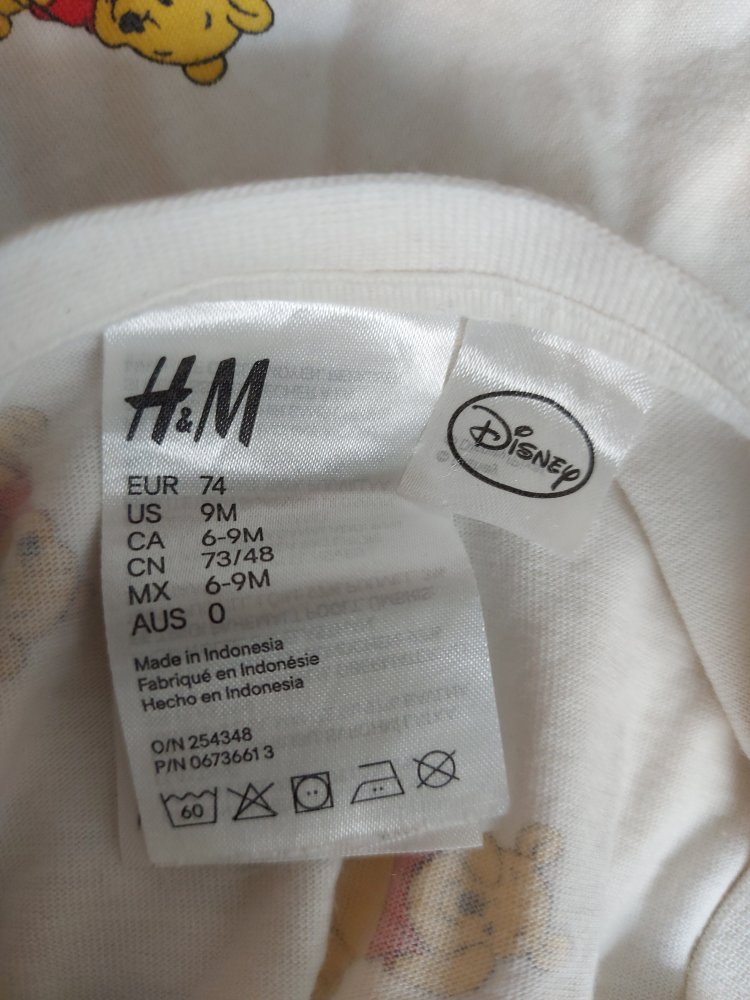 H&M
EUR 74
US 9M
CA 6-9M
CN 73/48
MX 6-9M
AUS 0
Made in Indonesia
Fabriqué en Indonésie
Hecho en Indonesia
O/N 254348
P/N 06736613
60
Disney